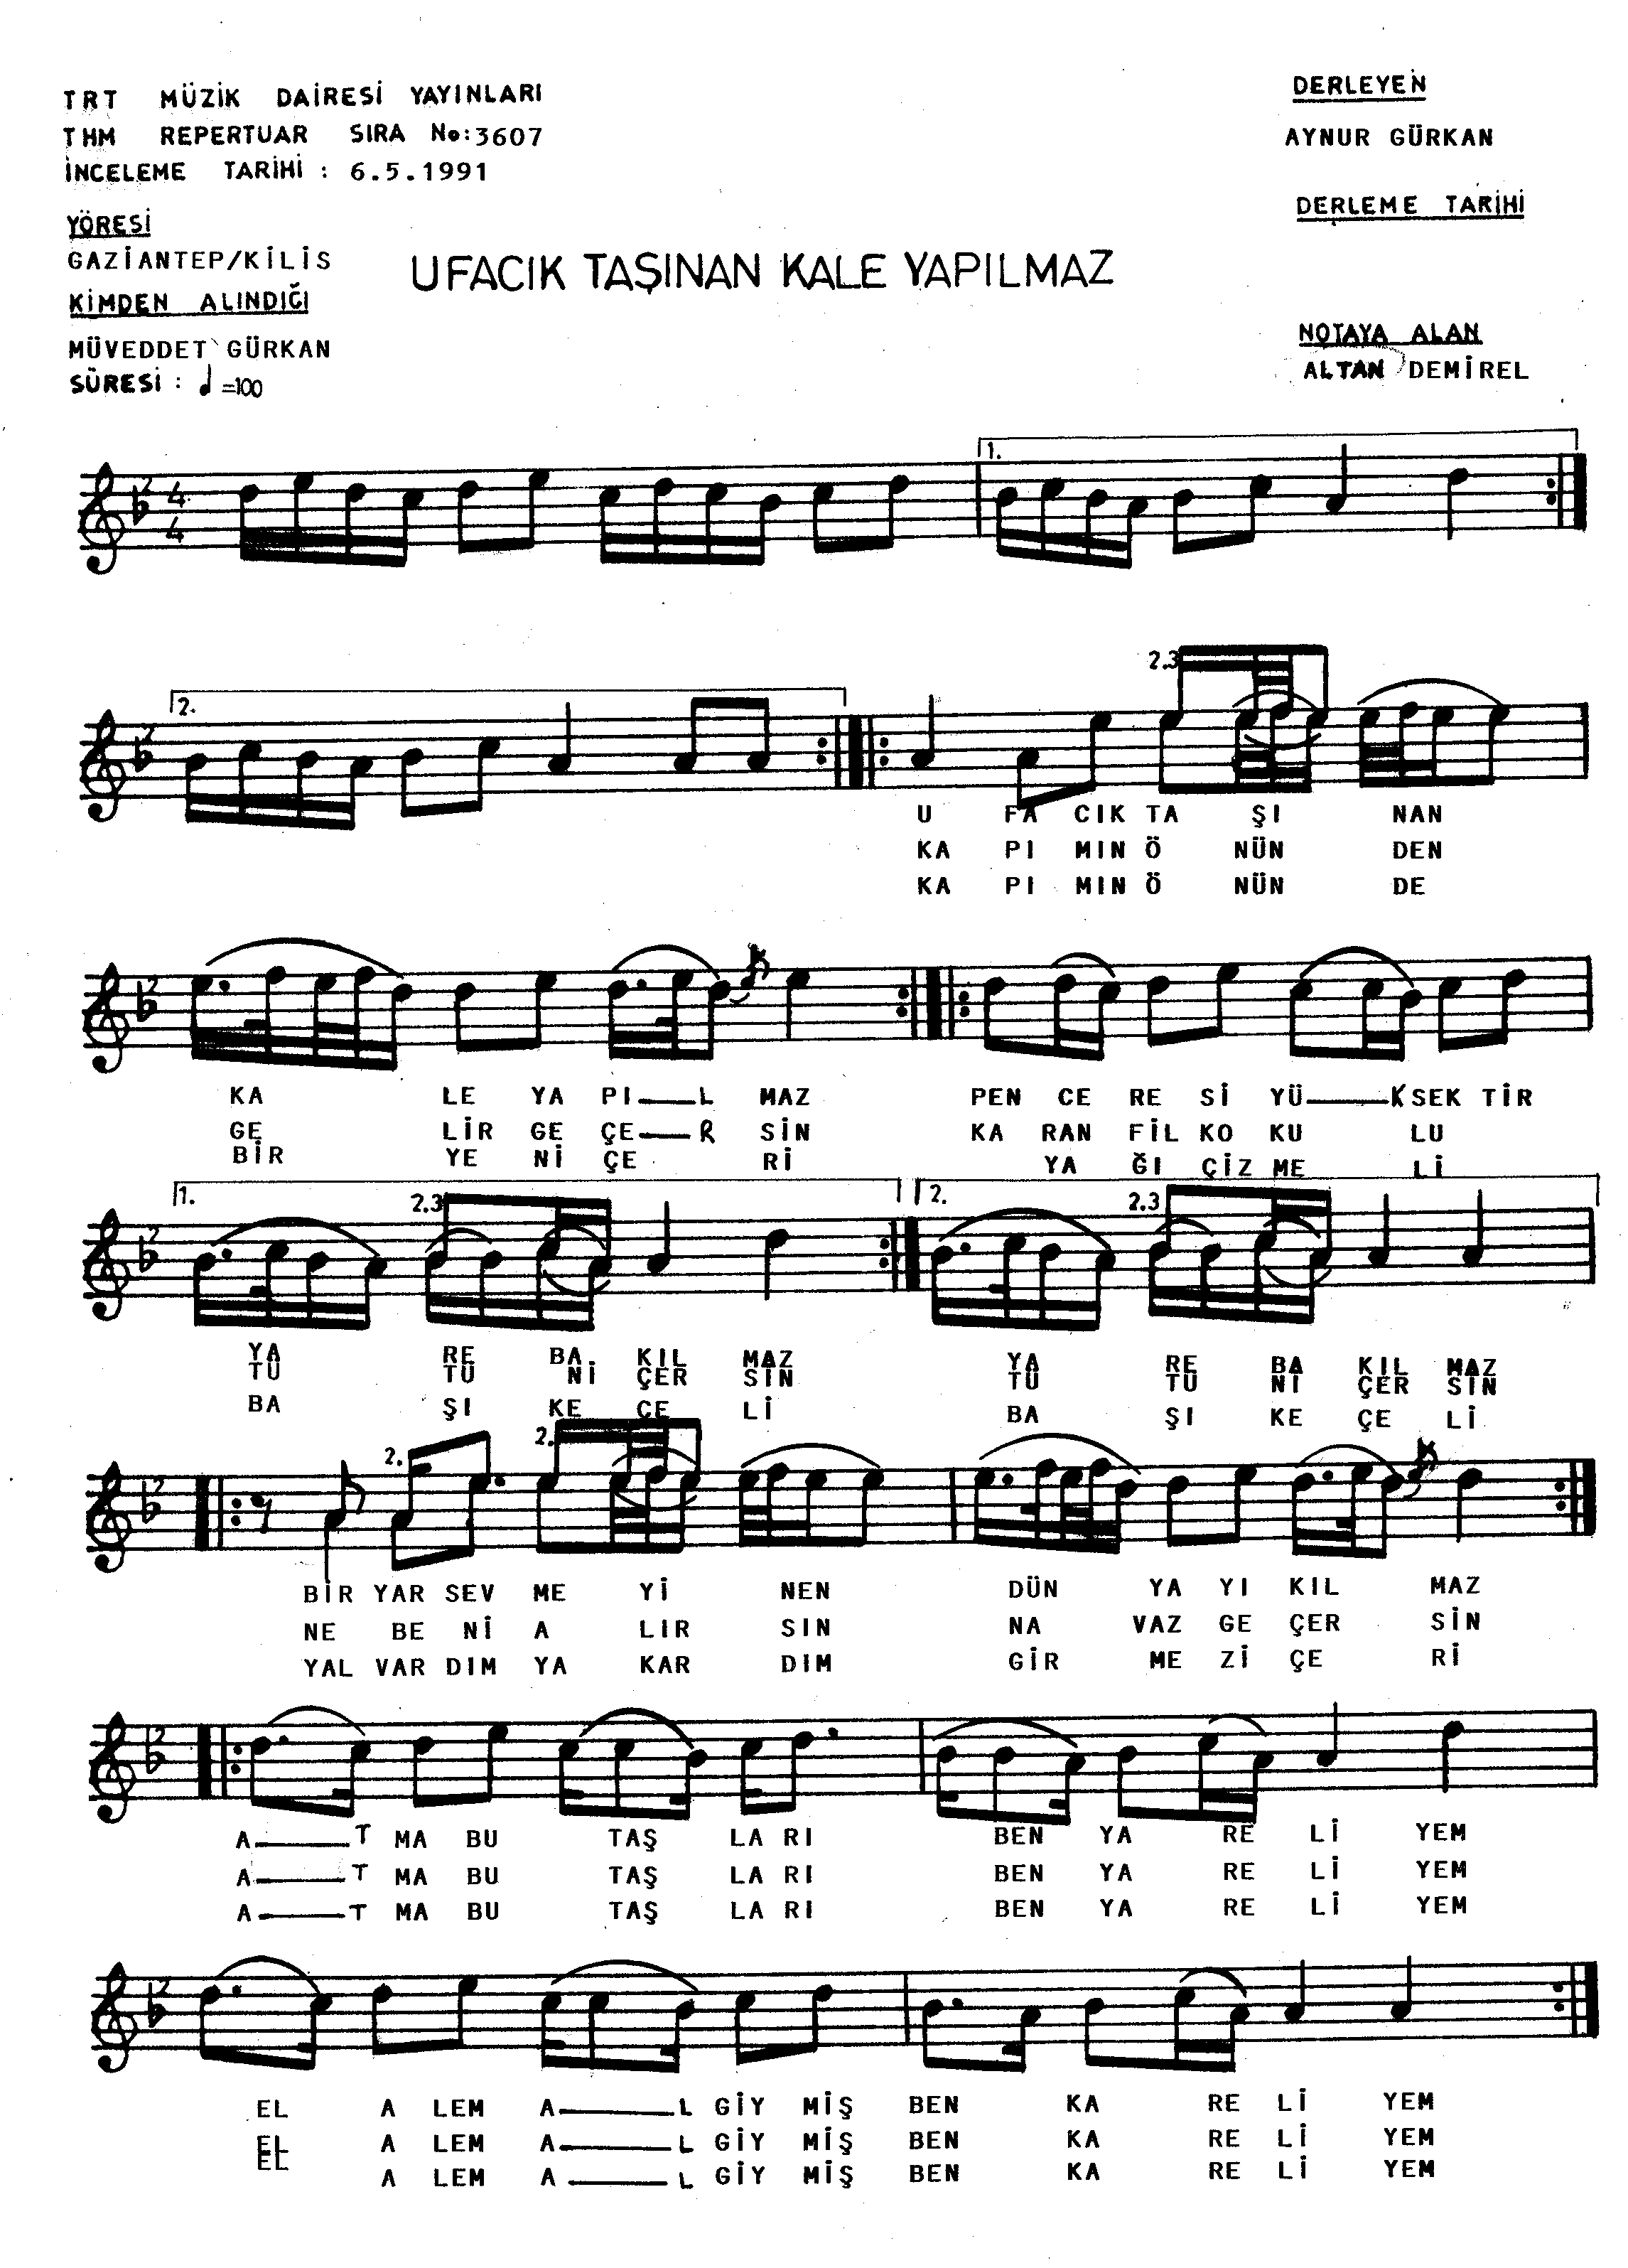 TRT MÜZİK DAİRESİ YAYINLARI
THM REPERTUAR SIRA No:3607
İNCELEME TARİHİ : 6.5.1991
DERLEYEN
AYNUR GÜRKAN
DERLEME TARİHİ
YÖRESİ
GAZİANTEP/KİLİS
KİMDEN ALINDIĞI
MÜVEDDET GÜRKAN
SÜRESİ : ♩=100
UFACIK TAŞINAN KALE YAPILMAZ
NOTAYA ALAN
ALTAN DEMİREL
4
4
1.
2.
2.3
U FA CIK TA ŞI NAN
KA PI MIN Ö NÜN DEN
KA PI MIN Ö NÜN DE
KA LE YA PI—L MAZ PEN CE RE Sİ YÜ—KSEK TİR
GE LİR GE ÇE—R SİN KA RAN FİL KO KU LU
BİR YE Nİ ÇE Rİ YA ĞI ÇİZ ME Lİ
1. 2.3 2. 2.3
YA RE BA KIL MAZ YA RE BA KIL MAZ
TÜ TÜ Nİ ÇER SİN TÜ TÜ Nİ ÇER SİN
BA ŞI KE ÇE Lİ BA ŞI KE ÇE Lİ
2. 2.
BİR YAR SEV ME Yİ NEN DÜN YA YI KIL MAZ
NE BE Nİ A LIR SIN NA VAZ GE ÇER SİN
YAL VAR DIM YA KAR DIM GİR ME Zİ ÇE Rİ
A—T MA BU TAŞ LA RI BEN YA RE Lİ YEM
A—T MA BU TAŞ LA RI BEN YA RE Lİ YEM
A—T MA BU TAŞ LA RI BEN YA RE Lİ YEM
EL A LEM A—L GİY MİŞ BEN KA RE Lİ YEM
EL A LEM A—L GİY MİŞ BEN KA RE Lİ YEM
EL A LEM A—L GİY MİŞ BEN KA RE Lİ YEM